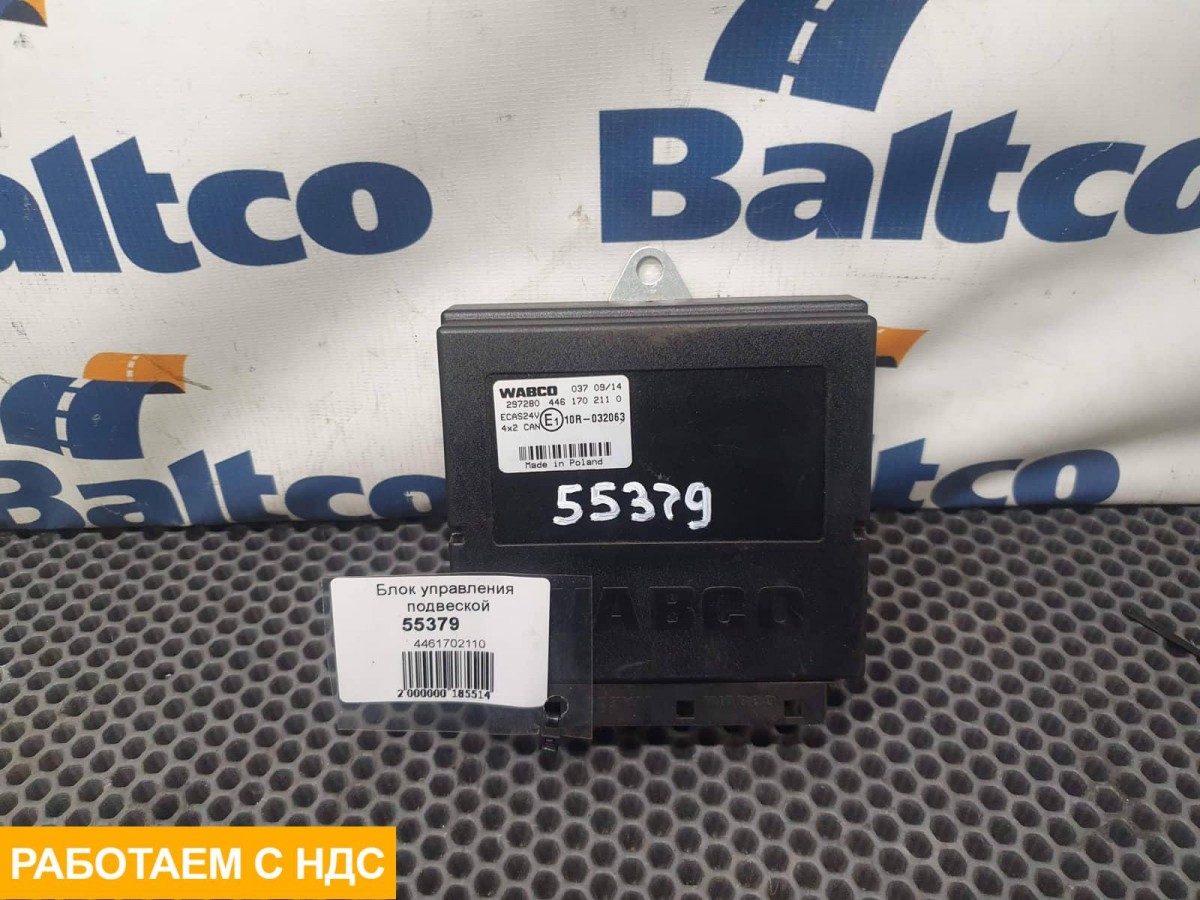 Baltco
Baltco
Baltco
WABCO 037 09/14
297280 446 170 211 0
ECAS24V
4x2 CAN E1 10R-032063
Made in Poland
55379
WABCO
Блок управления
подвеской
55379
4461702110
2 000000 185514
РАБОТАЕМ С НДС